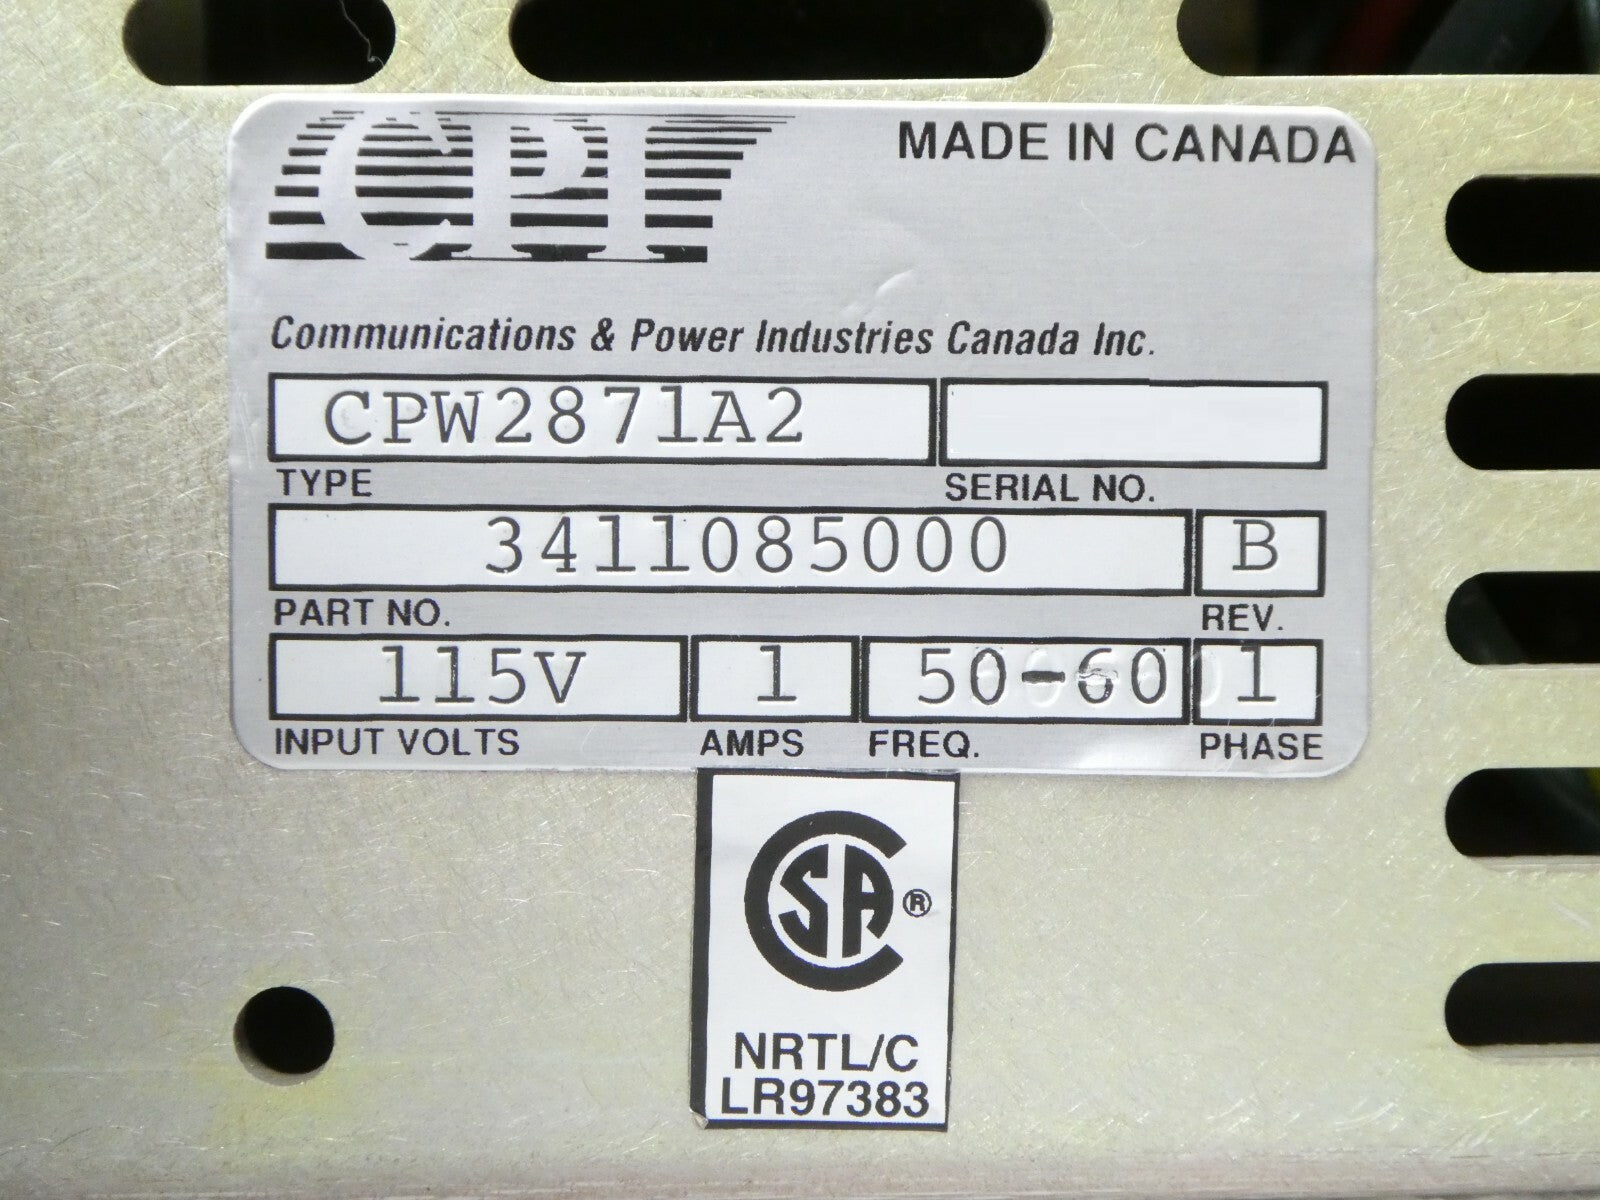 CPI
MADE IN CANADA
Communications & Power Industries Canada Inc.
CPW2871A2
TYPE SERIAL NO.
3411085000 B
PART NO. REV.
115V 1 50-60 1
INPUT VOLTS AMPS FREQ. PHASE
CSA ®
NRTL/C
LR97383